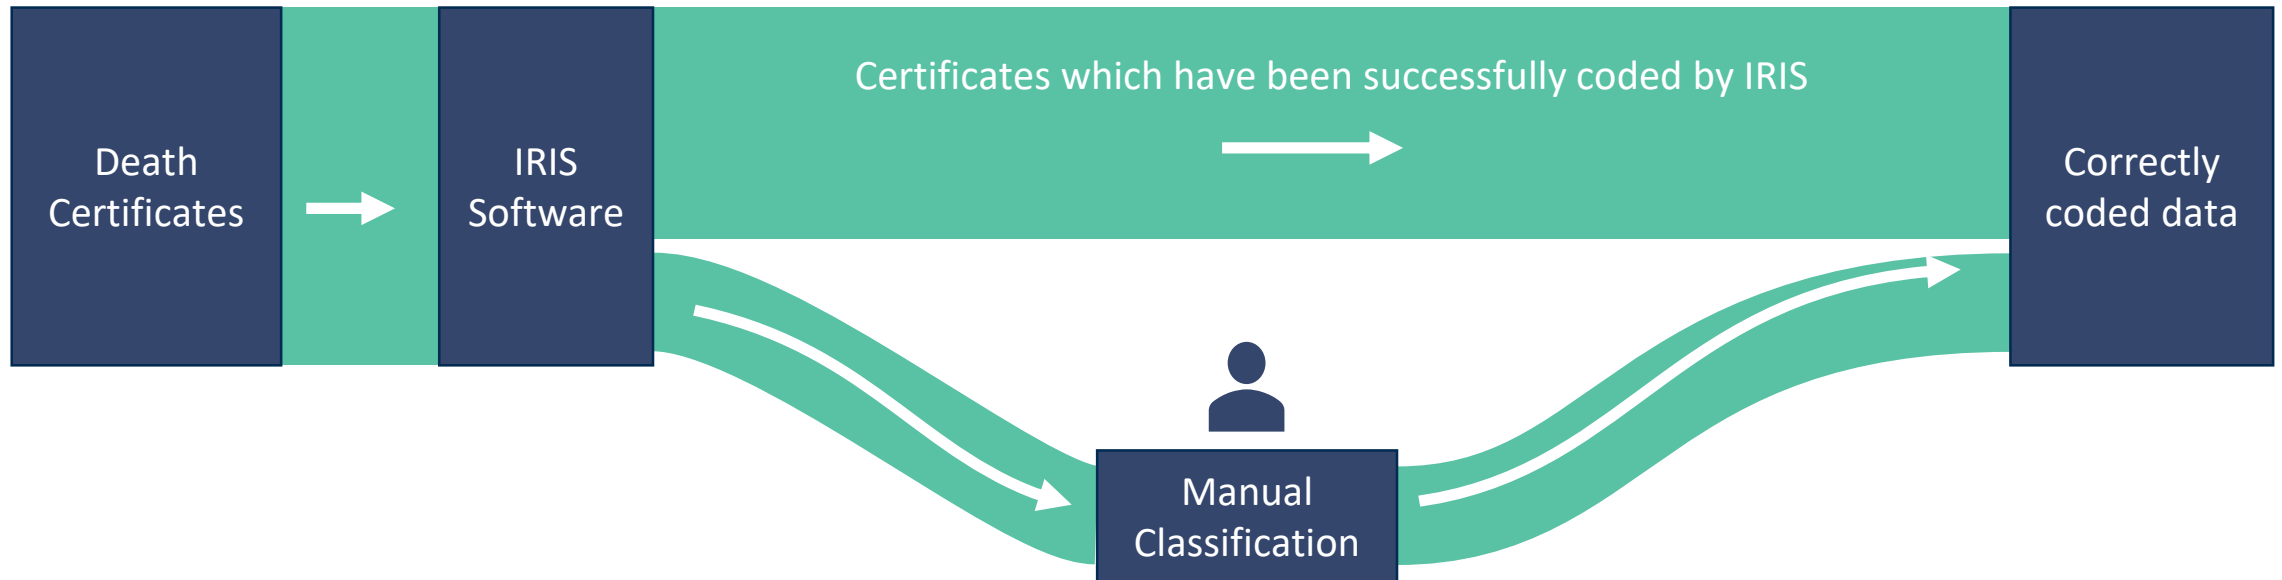 Death
Certificates
IRIS
Software
Certificates which have been successfully coded by IRIS
Correctly
coded data
Manual
Classification